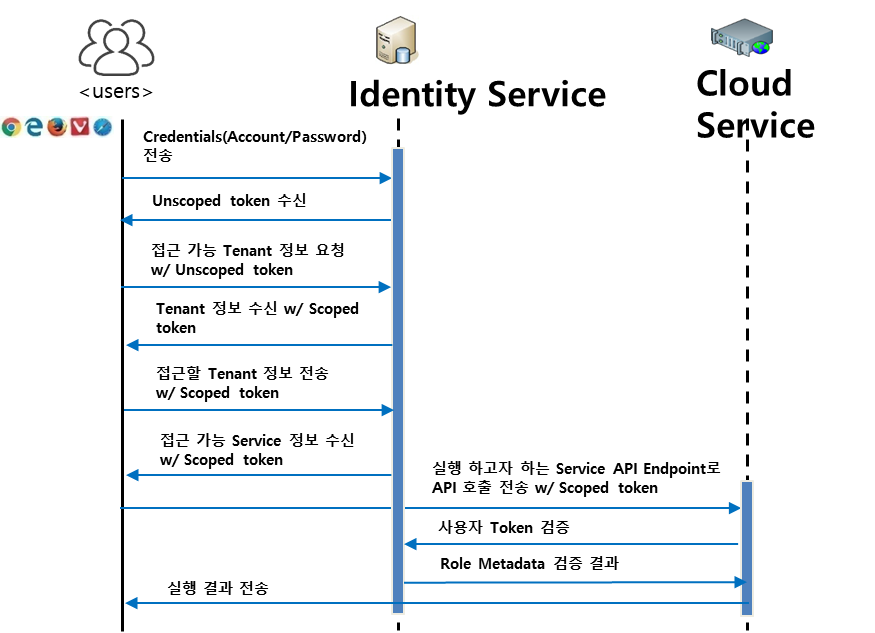 <users>
Identity Service
Cloud
Service
Credentials(Account/Password)
전송
Unscoped token 수신
접근 가능 Tenant 정보 요청
w/ Unscoped token
Tenant 정보 수신 w/ Scoped
token
접근할 Tenant 정보 전송
w/ Scoped token
접근 가능 Service 정보 수신
w/ Scoped token
실행 하고자 하는 Service API Endpoint로
API 호출 전송 w/ Scoped token
사용자 Token 검증
Role Metadata 검증 결과
실행 결과 전송